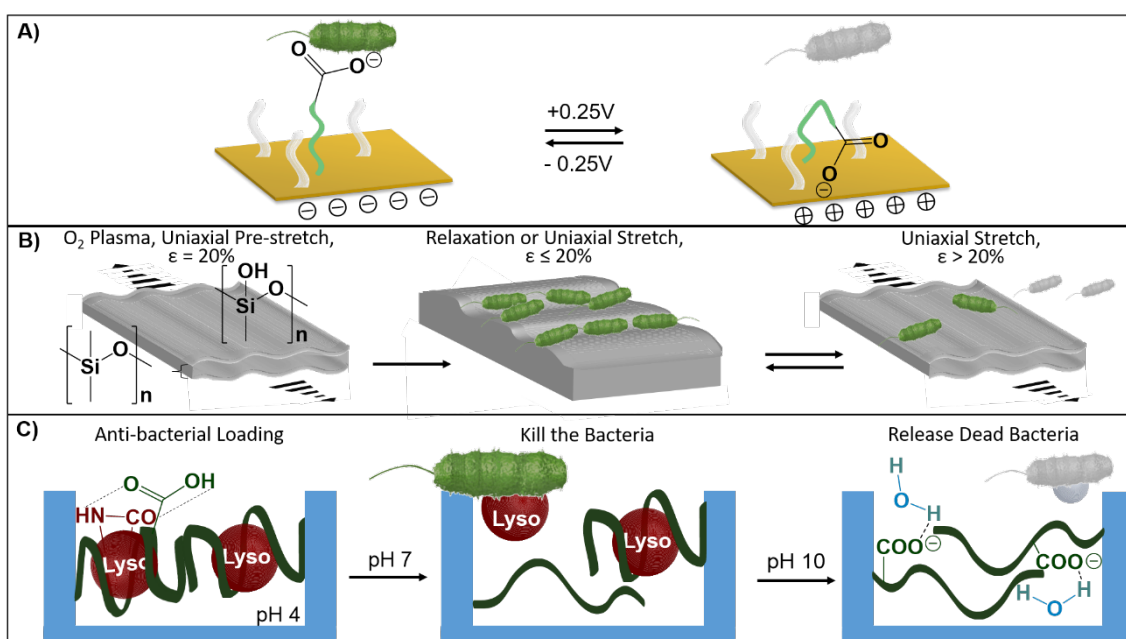 A)
O
O
⊖
+0.25V
- 0.25V
O
O
⊖
⊖ ⊖ ⊖ ⊖ ⊖
⊕ ⊕ ⊕ ⊕ ⊕
B)
O₂ Plasma, Uniaxial Pre-stretch,
ε = 20%
Relaxation or Uniaxial Stretch,
ε ≤ 20%
Uniaxial Stretch,
ε > 20%
OH
Si
O
n
Si
O
n
C)
Anti-bacterial Loading
Kill the Bacteria
Release Dead Bacteria
O
OH
HN
CO
Lyso
Lyso
pH 4
pH 7
Lyso
Lyso
pH 10
H
O
H
COO⊖
COO⊖
H
H
O